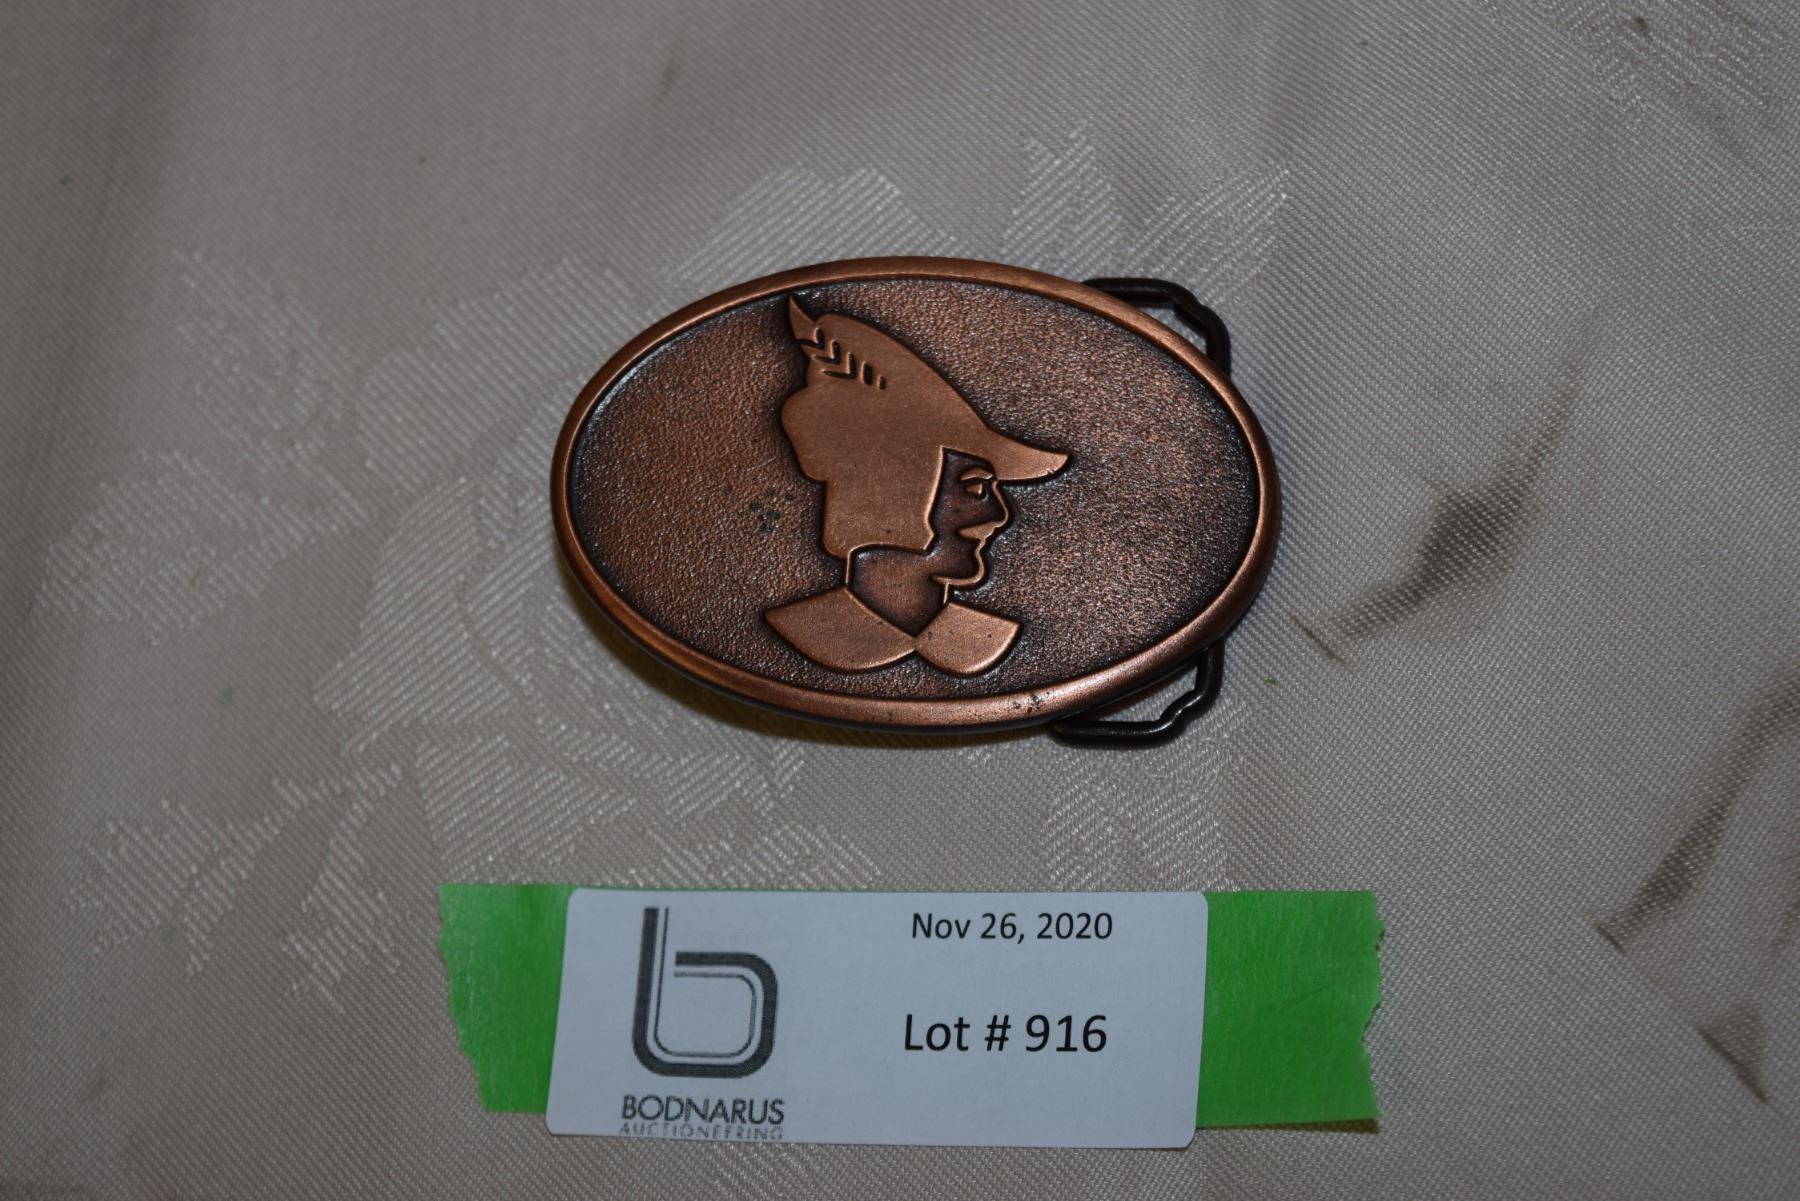 Nov 26, 2020
Lot # 916
b
BODNARUS
AUCTIONEERING